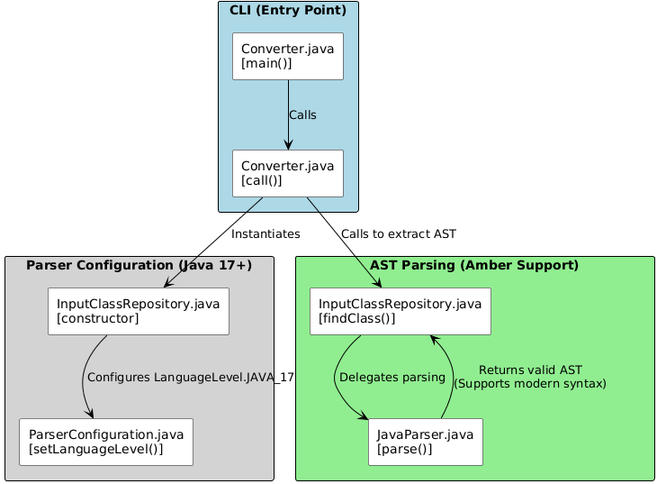 CLI (Entry Point)
Converter.java
[main()]
Calls
Converter.java
[call()]
Instantiates
Calls to extract AST
Parser Configuration (Java 17+)
InputClassRepository.java
[constructor]
Configures LanguageLevel.JAVA_17
ParserConfiguration.java
[setLanguageLevel()]
AST Parsing (Amber Support)
InputClassRepository.java
[findClass()]
Delegates parsing
Returns valid AST
(Supports modern syntax)
JavaParser.java
[parse()]